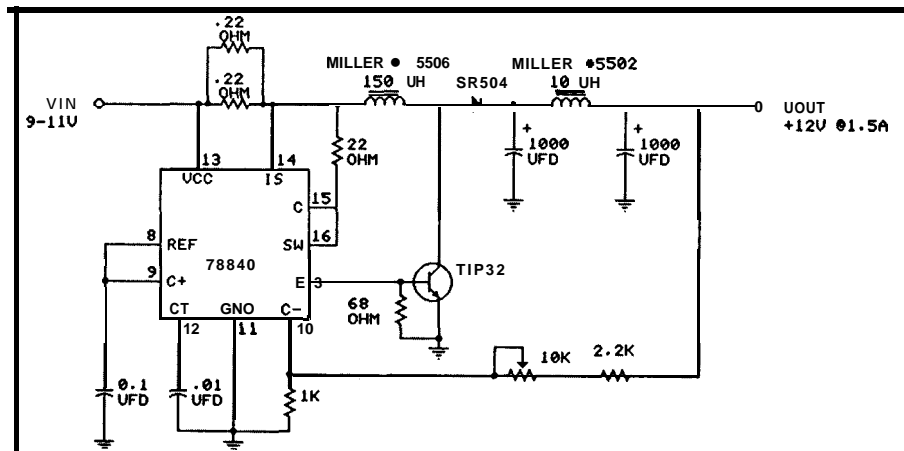 .22
OHM
.22
OHM
MILLER ● 5506
150 UH
SR504
MILLER #5502
10 UH
VIN
9-11V
O UOUT
+12V @1.5A
22
OHM
+
1000
UFD
+
1000
UFD
13
14
VCC
IS
C
15
SW
16
8
REF
9
C+
78840
E
3
CT
GNO
C-
12
11
10
TIP32
68
OHM
10K
2.2K
0.1
UFD
.01
UFD
1K